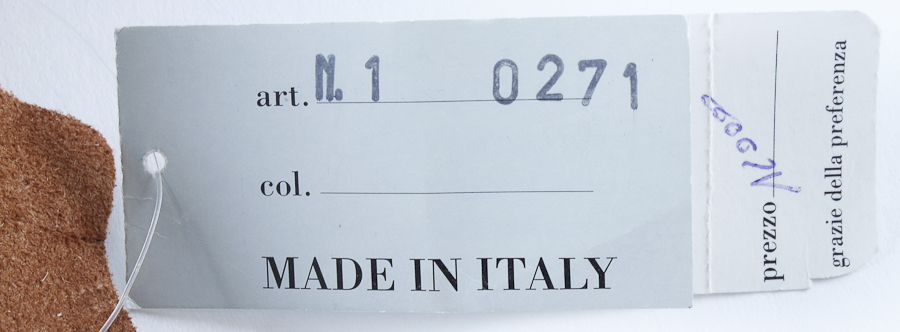 art. N. 1 0271
col.
MADE IN ITALY
prezzo
grazie della preferenza